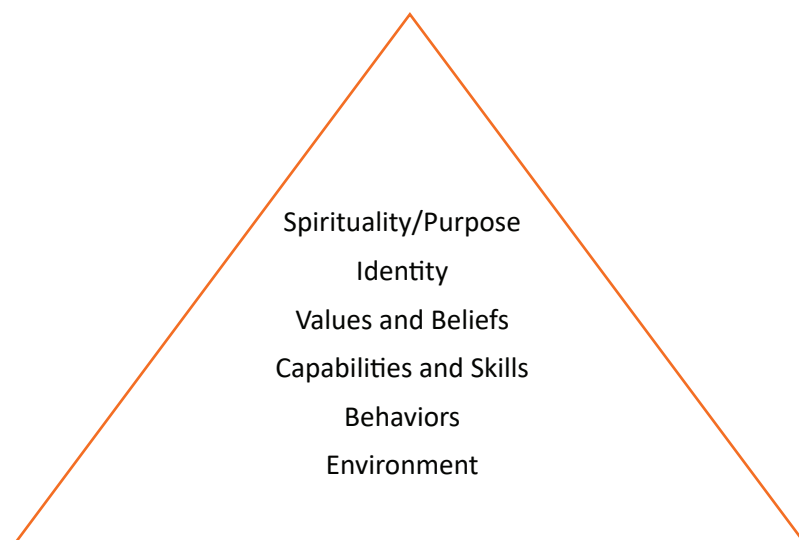 Spirituality/Purpose
Identity
Values and Beliefs
Capabilities and Skills
Behaviors
Environment